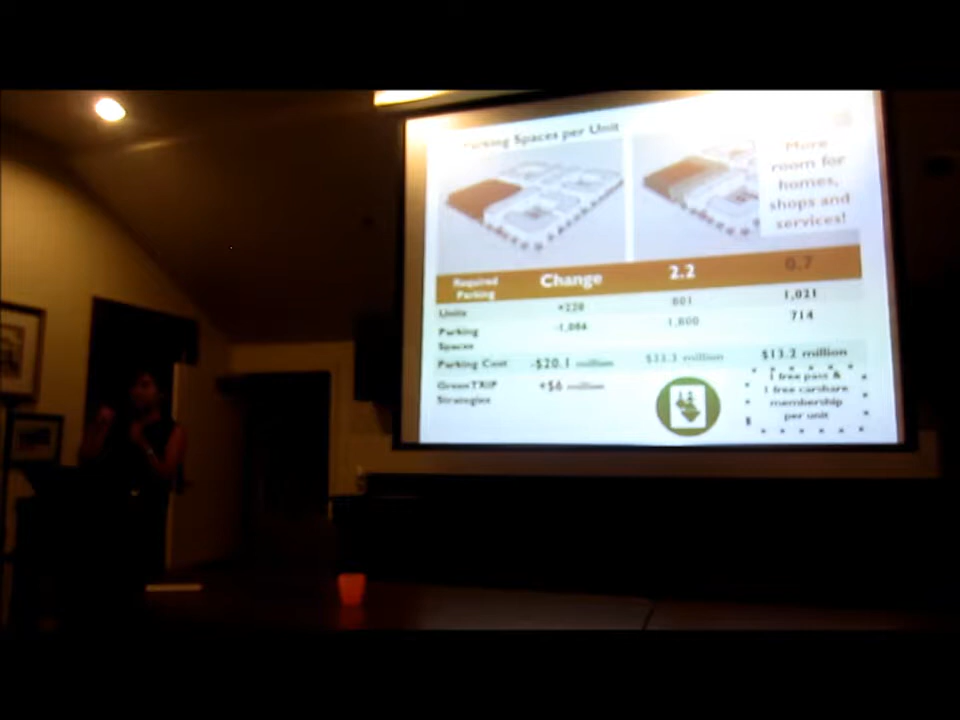 Parking Spaces per Unit
More
room for
homes,
shops and
services!
Required Parking Change 2.2 0.7
Units +220 801 1,021
Parking Spaces -1,086 1,800 714
Parking Cost -$20.1 million $33.3 million $13.2 million
GreenTRIP Strategies +$6 million
1 free pass &
1 free carshare
membership
per unit